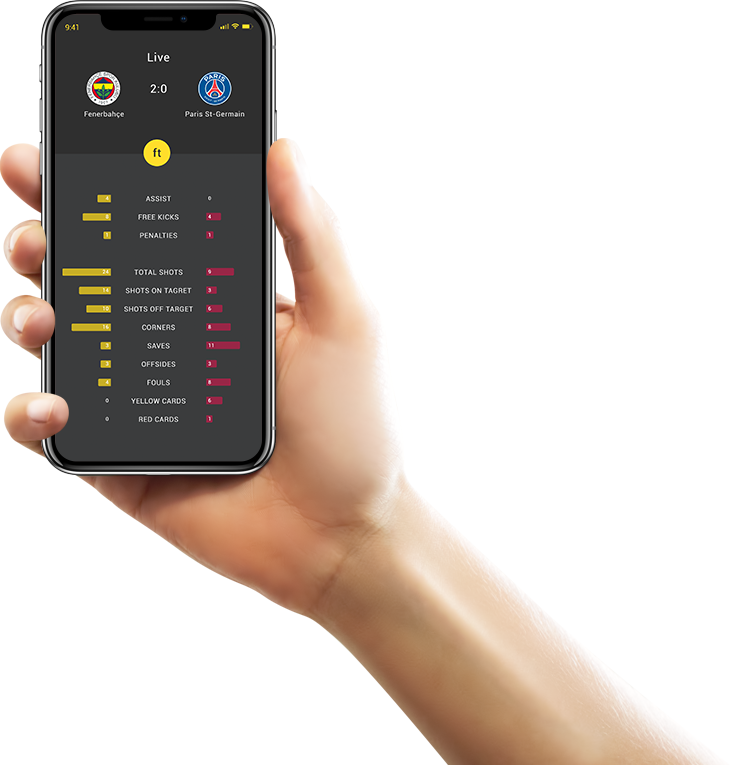 9:41
Live
2:0
PARIS
Fenerbahçe
Paris St-Germain
ft
4 ASSIST 0
8 FREE KICKS 4
1 PENALTIES 1
24 TOTAL SHOTS 9
14 SHOTS ON TAGRET 3
10 SHOTS OFF TARGET 6
16 CORNERS 8
3 SAVES 11
3 OFFSIDES 3
4 FOULS 8
0 YELLOW CARDS 6
0 RED CARDS 1